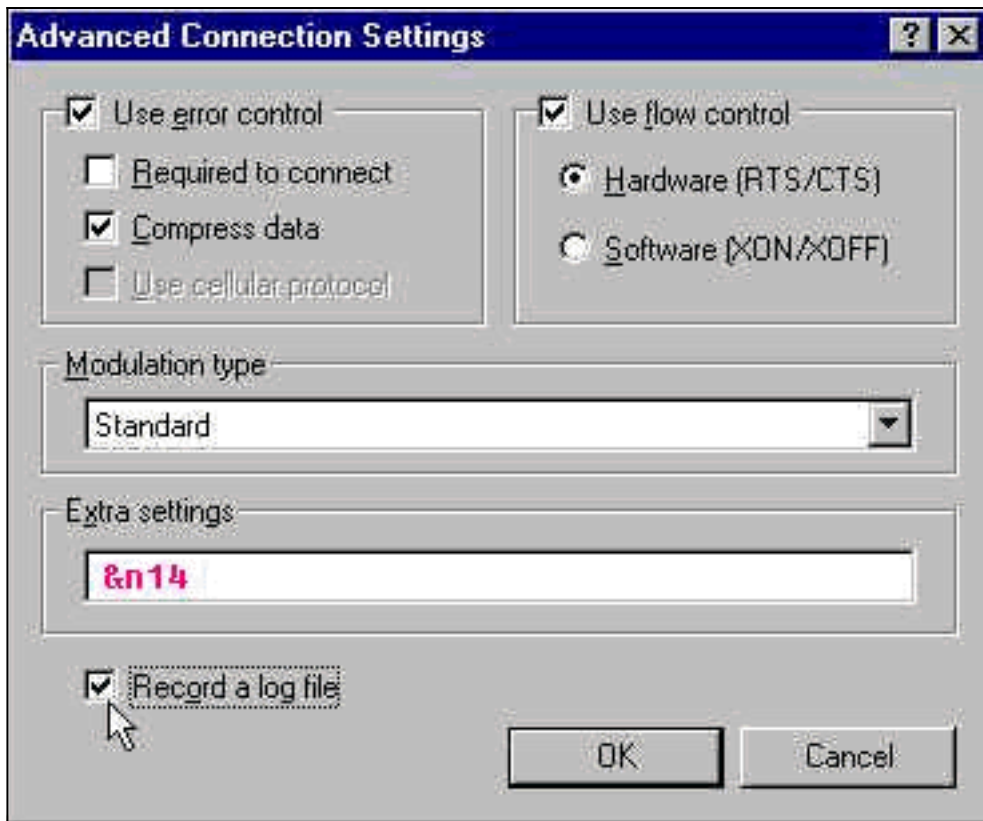 Advanced Connection Settings
Use error control
Required to connect
Compress data
Use cellular protocol
Use flow control
Hardware (RTS/CTS)
Software (XON/XOFF)
Modulation type
Standard
Extra settings
&n14
Record a log file
OK
Cancel